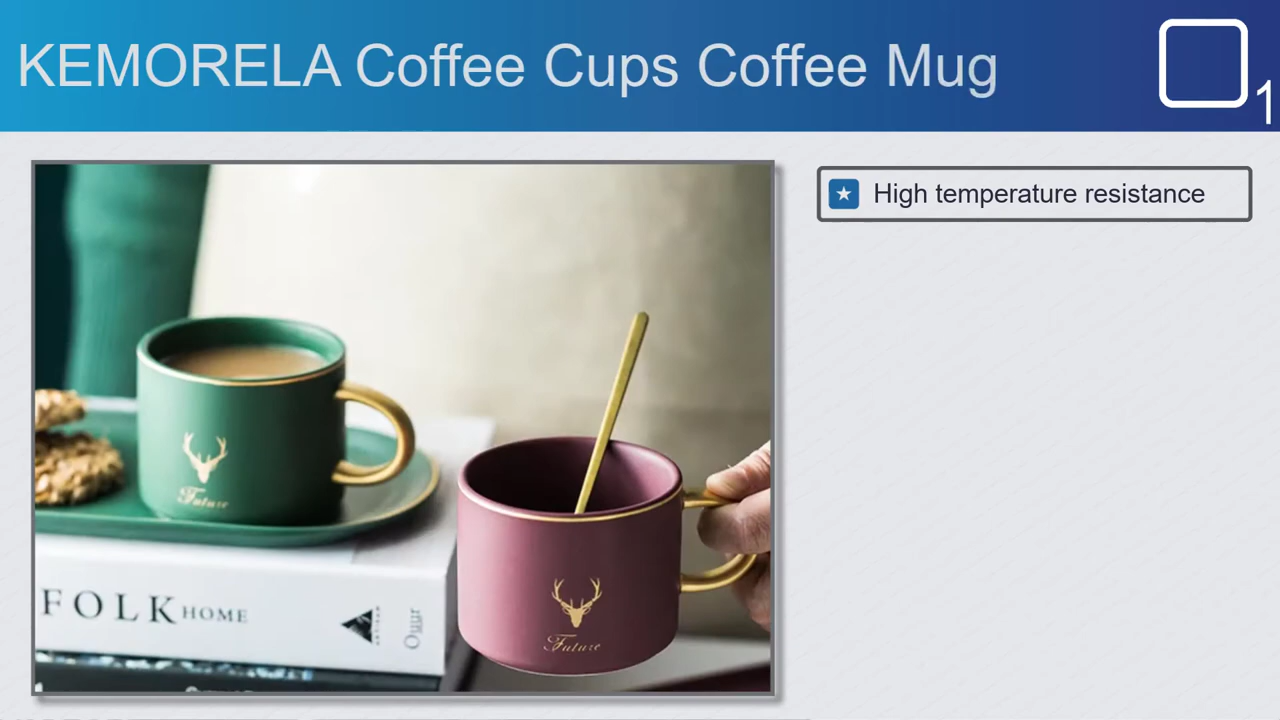 KEMORELA Coffee Cups Coffee Mug
1
High temperature resistance
Future
FOLK HOME
Future